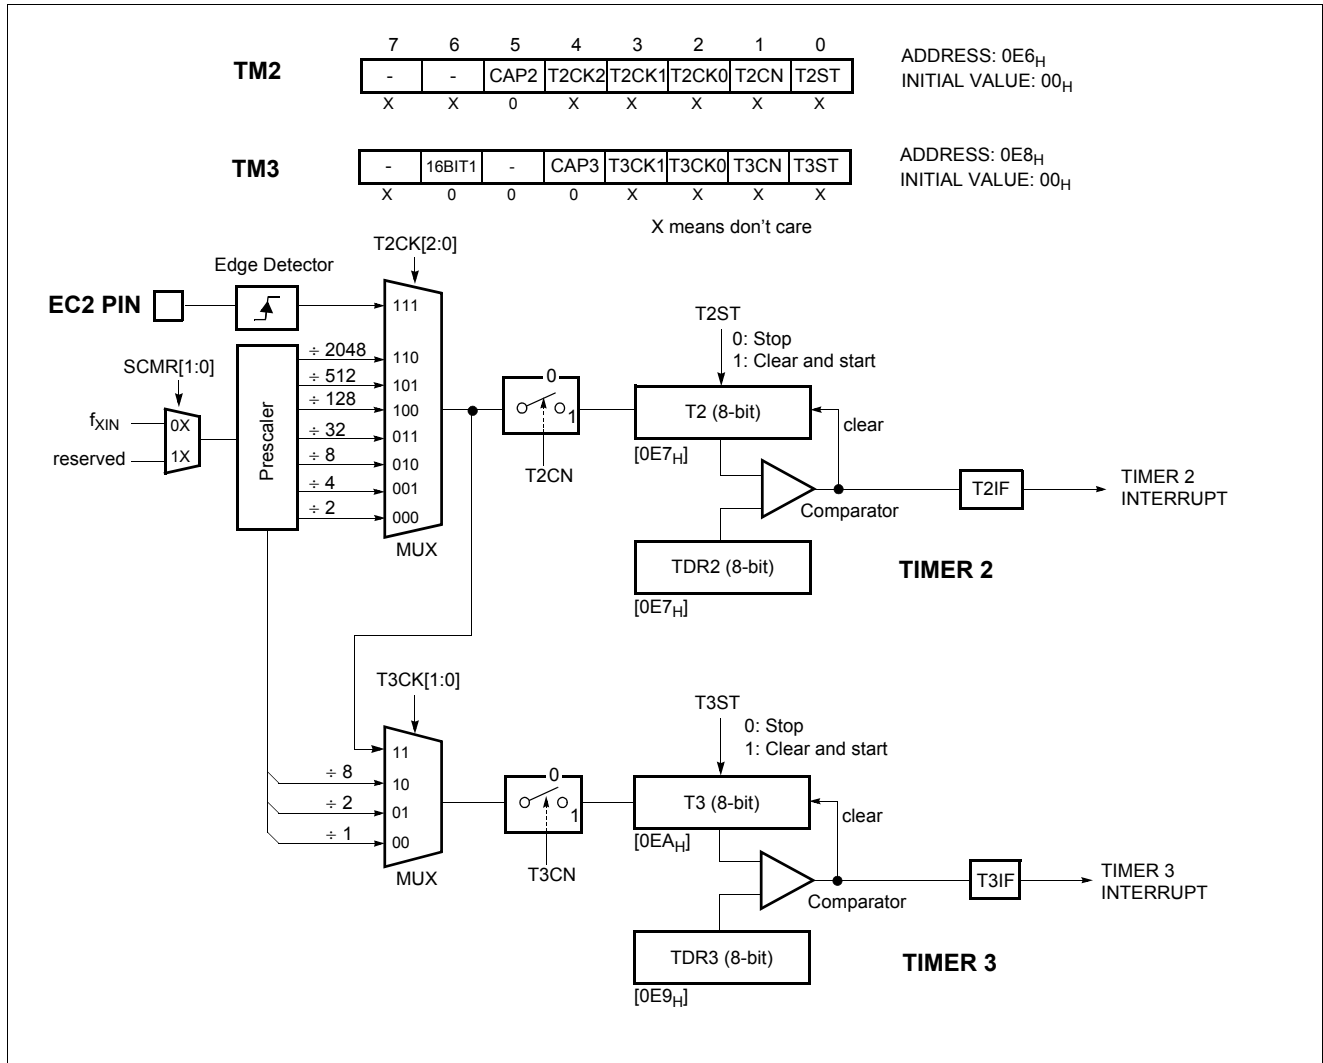 7 6 5 4 3 2 1 0
TM2
- - CAP2 T2CK2 T2CK1 T2CK0 T2CN T2ST
X X 0 X X X X X
ADDRESS: 0E6H
INITIAL VALUE: 00H
TM3
- 16BIT1 - CAP3 T3CK1 T3CK0 T3CN T3ST
X 0 0 0 X X X X
ADDRESS: 0E8H
INITIAL VALUE: 00H
X means don't care
T2CK[2:0]
Edge Detector
EC2 PIN
111
SCMR[1:0]
fXIN
0X
reserved
1X
Prescaler
÷ 2048
110
÷ 512
101
÷ 128
100
÷ 32
011
÷ 8
010
÷ 4
001
÷ 2
000
MUX
0
1
T2CN
T2ST
0: Stop
1: Clear and start
T2 (8-bit)
[0E7H]
clear
Comparator
T2IF
TIMER 2
INTERRUPT
TDR2 (8-bit)
[0E7H]
TIMER 2
T3CK[1:0]
11
÷ 8
10
÷ 2
01
÷ 1
00
MUX
0
1
T3CN
T3ST
0: Stop
1: Clear and start
T3 (8-bit)
[0EAH]
clear
Comparator
T3IF
TIMER 3
INTERRUPT
TDR3 (8-bit)
[0E9H]
TIMER 3